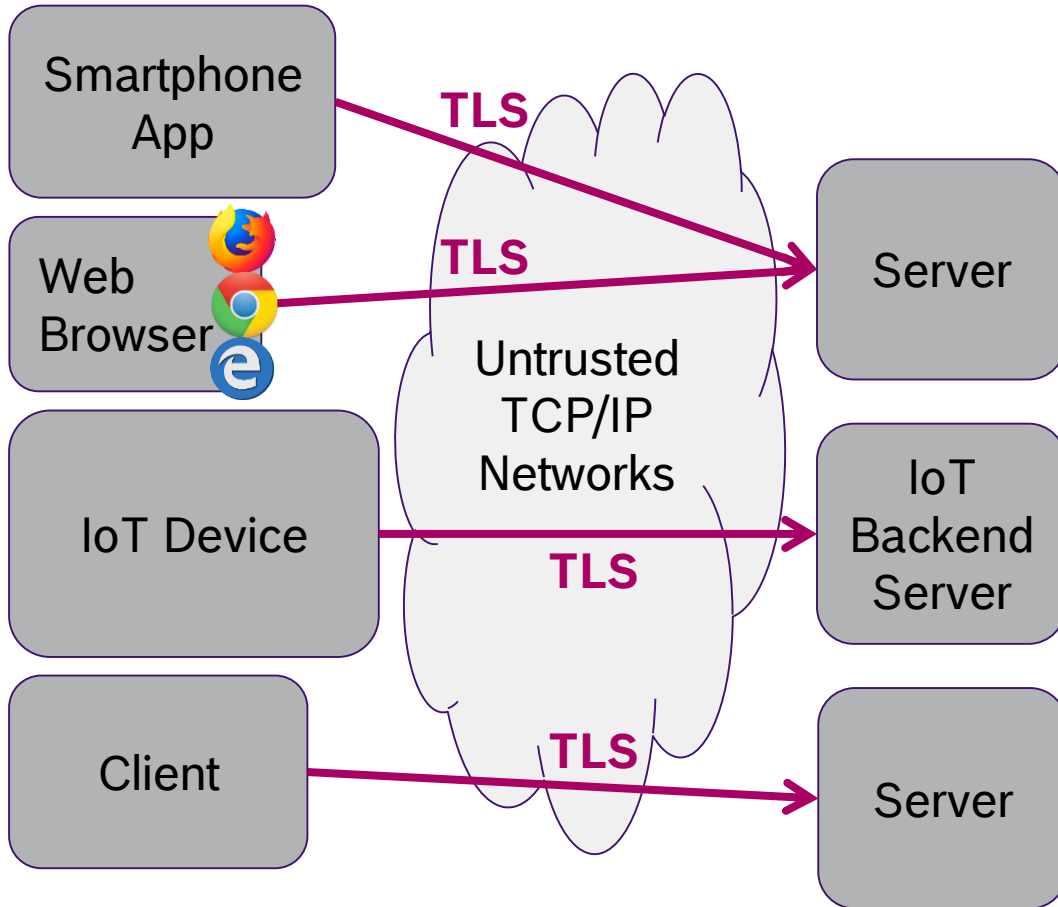 Smartphone
App
TLS
Web
Browser
TLS
Server
Untrusted
TCP/IP
Networks
IoT Device
TLS
IoT
Backend
Server
Client
TLS
Server